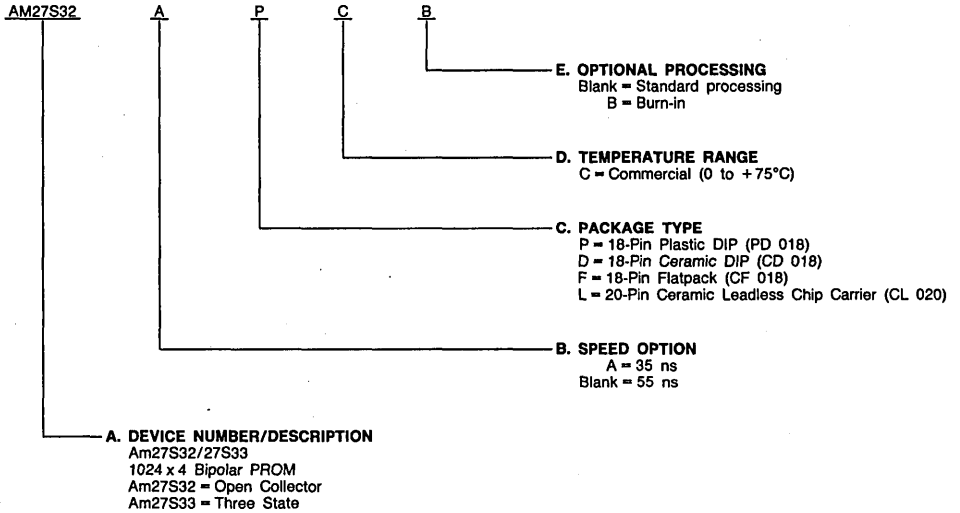 AM27S32 A P C B
E. OPTIONAL PROCESSING
Blank = Standard processing
B = Burn-in
D. TEMPERATURE RANGE
C = Commercial (0 to +75°C)
C. PACKAGE TYPE
P = 18-Pin Plastic DIP (PD 018)
D = 18-Pin Ceramic DIP (CD 018)
F = 18-Pin Flatpack (CF 018)
L = 20-Pin Ceramic Leadless Chip Carrier (CL 020)
B. SPEED OPTION
A = 35 ns
Blank = 55 ns
A. DEVICE NUMBER/DESCRIPTION
Am27S32/27S33
1024 x 4 Bipolar PROM
Am27S32 = Open Collector
Am27S33 = Three State